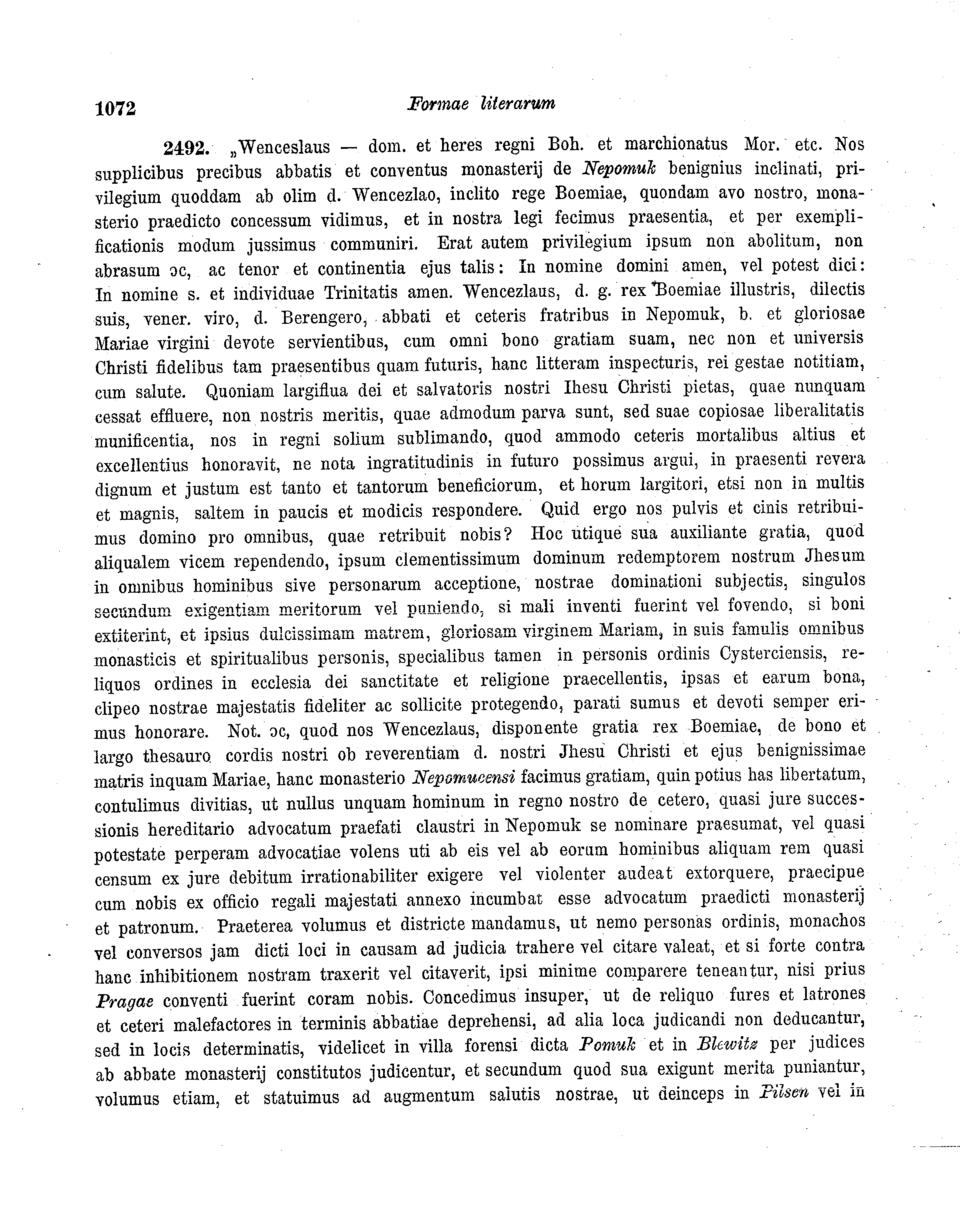 1072 Formae literarum
2492. „Wenceslaus — dom. et heres regni Boh. et marchionatus Mor. etc. Nos
supplicibus precibus abbatis et conventus monasterij de Nepomuk benignius inclinati, pri-
vilegium quoddam ab olim d. Wencezlao, inclito rege Boemiae, quondam avo nostro, mona-
sterio praedicto concessum vidimus, et in nostra legi fecimus praesentia, et per exempli-
ficationis modum jussimus communiri. Erat autem privilegium ipsum non abolitum, non
abrasum ɔc, ac tenor et continentia ejus talis: In nomine domini amen, vel potest dici:
In nomine s. et individuae Trinitatis amen. Wencezlaus, d. g. rex Boemiae illustris, dilectis
suis, vener. viro, d. Berengero, abbati et ceteris fratribus in Nepomuk, b. et gloriosae
Mariae virgini devote servientibus, cum omni bono gratiam suam, nec non et universis
Christi fidelibus tam praesentibus quam futuris, hanc litteram inspecturis, rei gestae notitiam,
cum salute. Quoniam largiflua dei et salvatoris nostri Ihesu Christi pietas, quae nunquam
cessat effluere, non nostris meritis, quae admodum parva sunt, sed suae copiosae liberalitatis
munificentia, nos in regni solium sublimando, quod ammodo ceteris mortalibus altius et
excellentius honoravit, ne nota ingratitudinis in futuro possimus argui, in praesenti revera
dignum et justum est tanto et tantorum beneficiorum, et horum largitori, etsi non in multis
et magnis, saltem in paucis et modicis respondere. Quid ergo nos pulvis et cinis retribui-
mus domino pro omnibus, quae retribuit nobis? Hoc utique sua auxiliante gratia, quod
aliqualem vicem rependendo, ipsum clementissimum dominum redemptorem nostrum Jhesum
in omnibus hominibus sive personarum acceptione, nostrae dominationi subjectis, singulos
secundum exigentiam meritorum vel puniendo, si mali inventi fuerint vel fovendo, si boni
extiterint, et ipsius dulcissimam matrem, gloriosam virginem Mariam, in suis famulis omnibus
monasticis et spiritualibus personis, specialibus tamen in personis ordinis Cysterciensis, re-
liquos ordines in ecclesia dei sanctitate et religione praecellentis, ipsas et earum bona,
clipeo nostrae majestatis fideliter ac sollicite protegendo, parati sumus et devoti semper eri-
mus honorare. Not. ɔc, quod nos Wencezlaus, disponente gratia rex Boemiae, de bono et
largo thesauro cordis nostri ob reverentiam d. nostri Jhesu Christi et ejus benignissimae
matris inquam Mariae, hanc monasterio Nepomucensi facimus gratiam, quin potius has libertatum,
contulimus divitias, ut nullus unquam hominum in regno nostro de cetero, quasi jure succes-
sionis hereditario advocatum praefati claustri in Nepomuk se nominare praesumat, vel quasi
potestate perperam advocatiae volens uti ab eis vel ab eorum hominibus aliquam rem quasi
censum ex jure debitum irrationabiliter exigere vel violenter audeat extorquere, praecipue
cum nobis ex officio regali majestati annexo incumbat esse advocatum praedicti monasterij
et patronum. Praeterea volumus et districte mandamus, ut nemo personas ordinis, monachos
vel conversos jam dicti loci in causam ad judicia trahere vel citare valeat, et si forte contra
hanc inhibitionem nostram traxerit vel citaverit, ipsi minime comparere teneantur, nisi prius
Pragae conventi fuerint coram nobis. Concedimus insuper, ut de reliquo fures et latrones
et ceteri malefactores in terminis abbatiae deprehensi, ad alia loca judicandi non deducantur,
sed in locis determinatis, videlicet in villa forensi dicta Pomuk et in Blewitz per judices
ab abbate monasterij constitutos judicentur, et secundum quod sua exigunt merita puniantur,
volumus etiam, et statuimus ad augmentum salutis nostrae, ut deinceps in Pilsen vel in